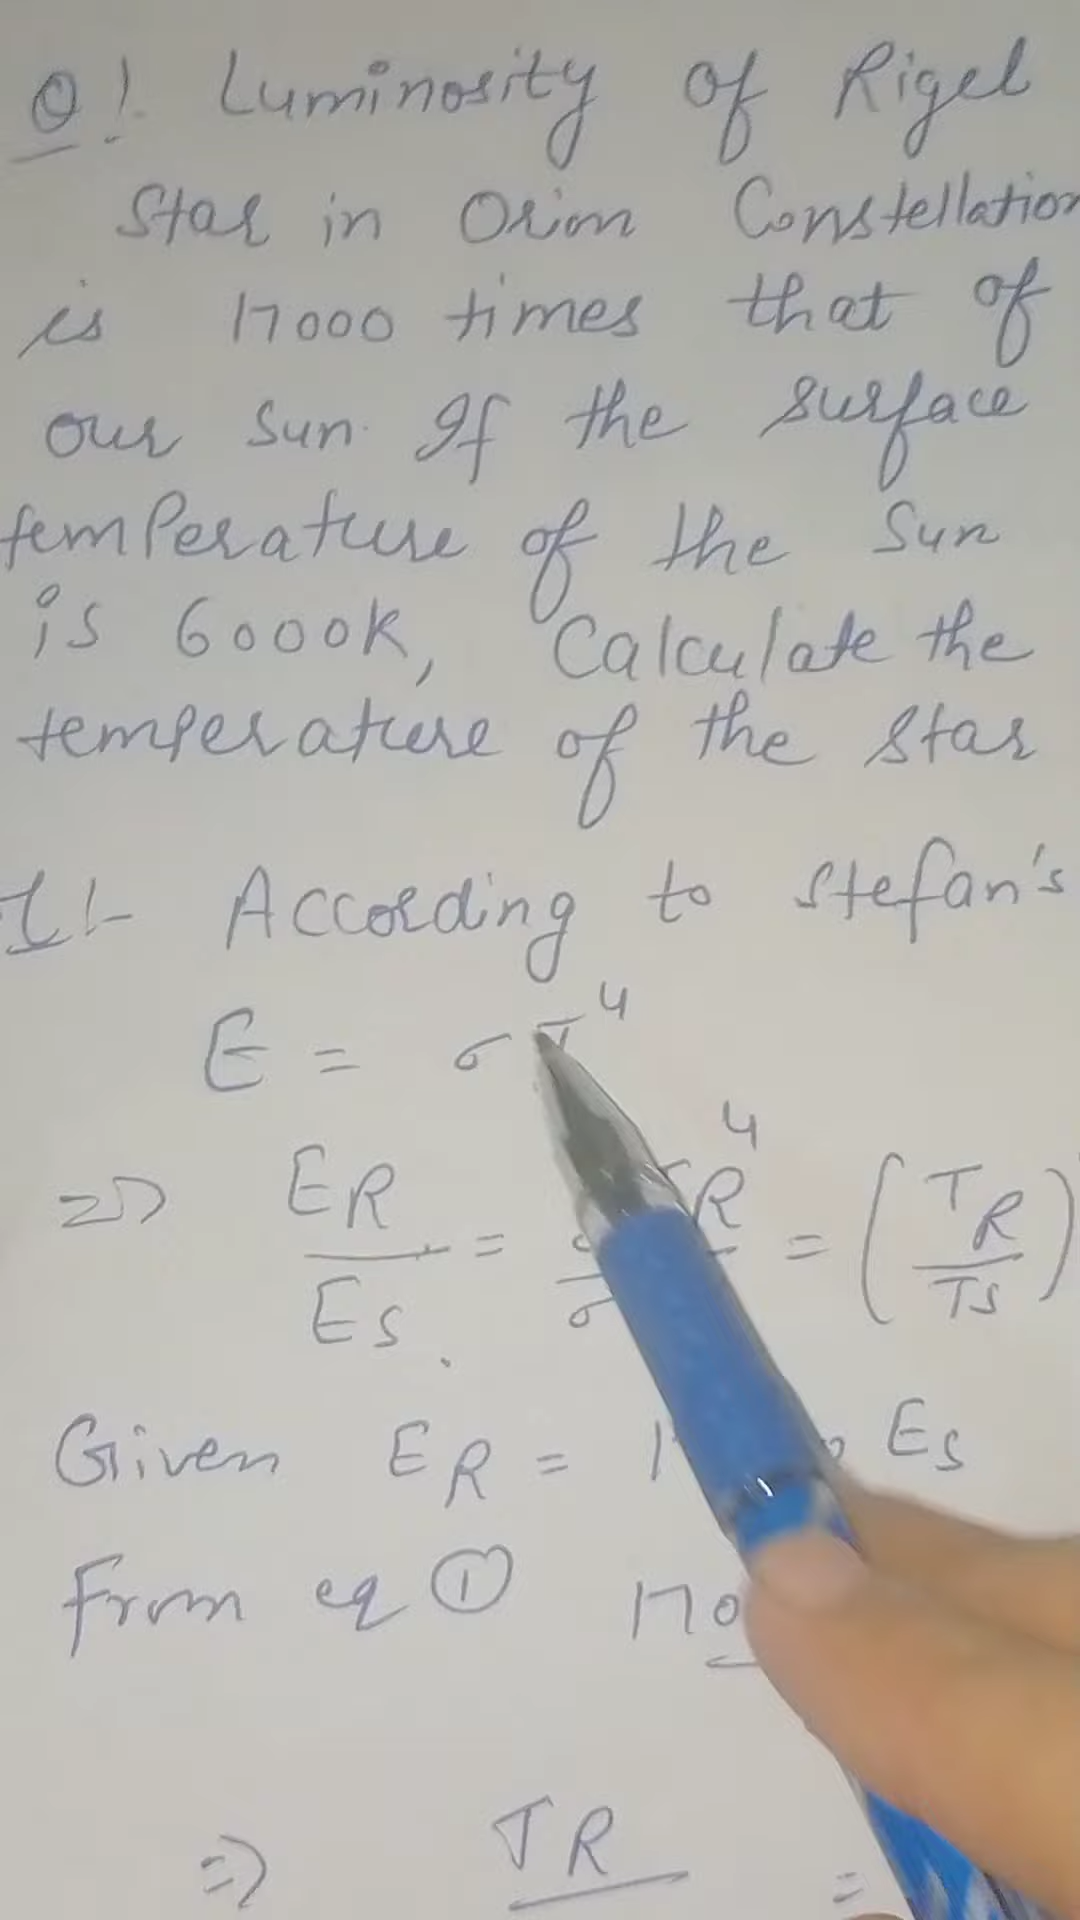 Q!. Luminosity of Rigel
Star in Orion Constellation
is 17000 times that of
our Sun. If the surface
temperature of the Sun
is 6000K, Calculate the
temperature of the star
According to Stefan's
E = σT⁴
=> ER/ES = σ R⁴/σ = (TR/TS)
Given ER = ES
From eq ①
=> TR =